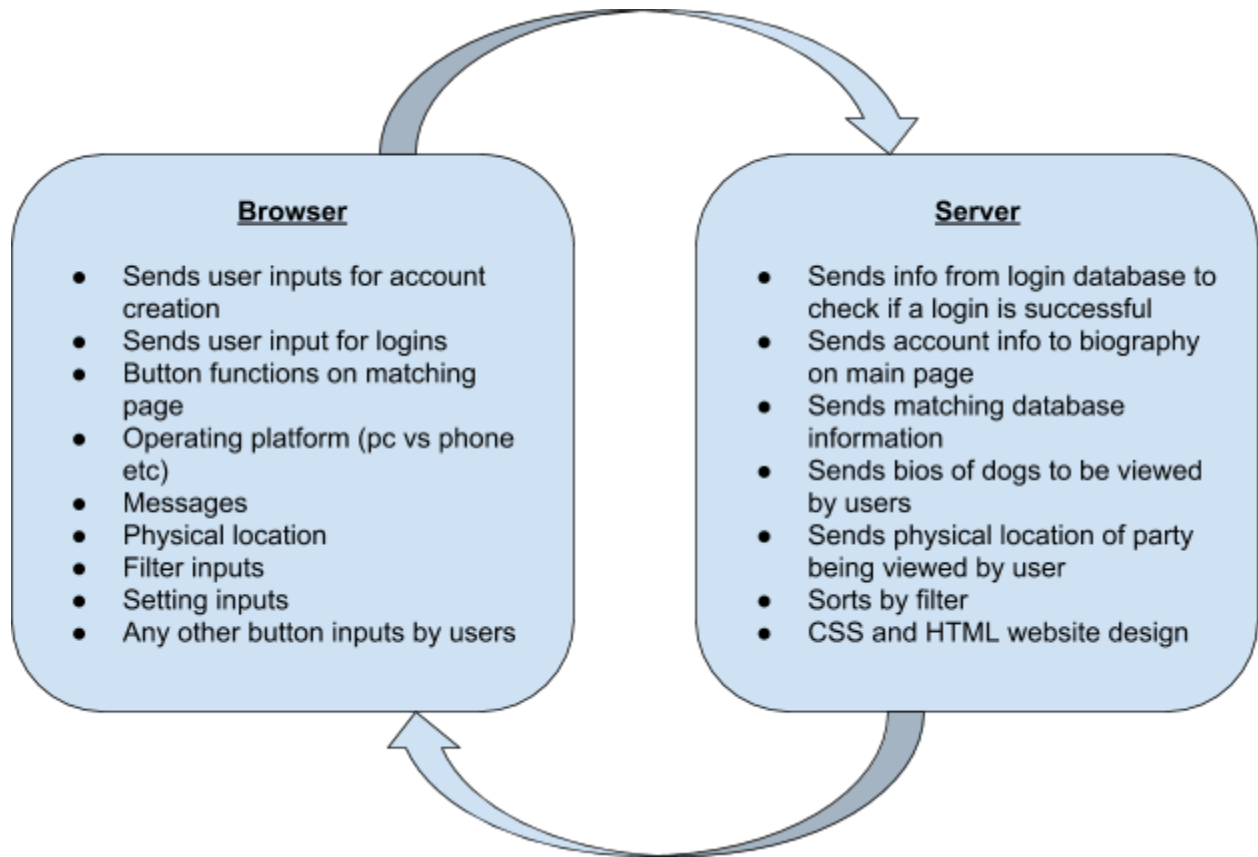 Browser
● Sends user inputs for account
creation
● Sends user input for logins
● Button functions on matching
page
● Operating platform (pc vs phone
etc)
● Messages
● Physical location
● Filter inputs
● Setting inputs
● Any other button inputs by users
Server
● Sends info from login database to
check if a login is successful
● Sends account info to biography
on main page
● Sends matching database
information
● Sends bios of dogs to be viewed
by users
● Sends physical location of party
being viewed by user
● Sorts by filter
● CSS and HTML website design